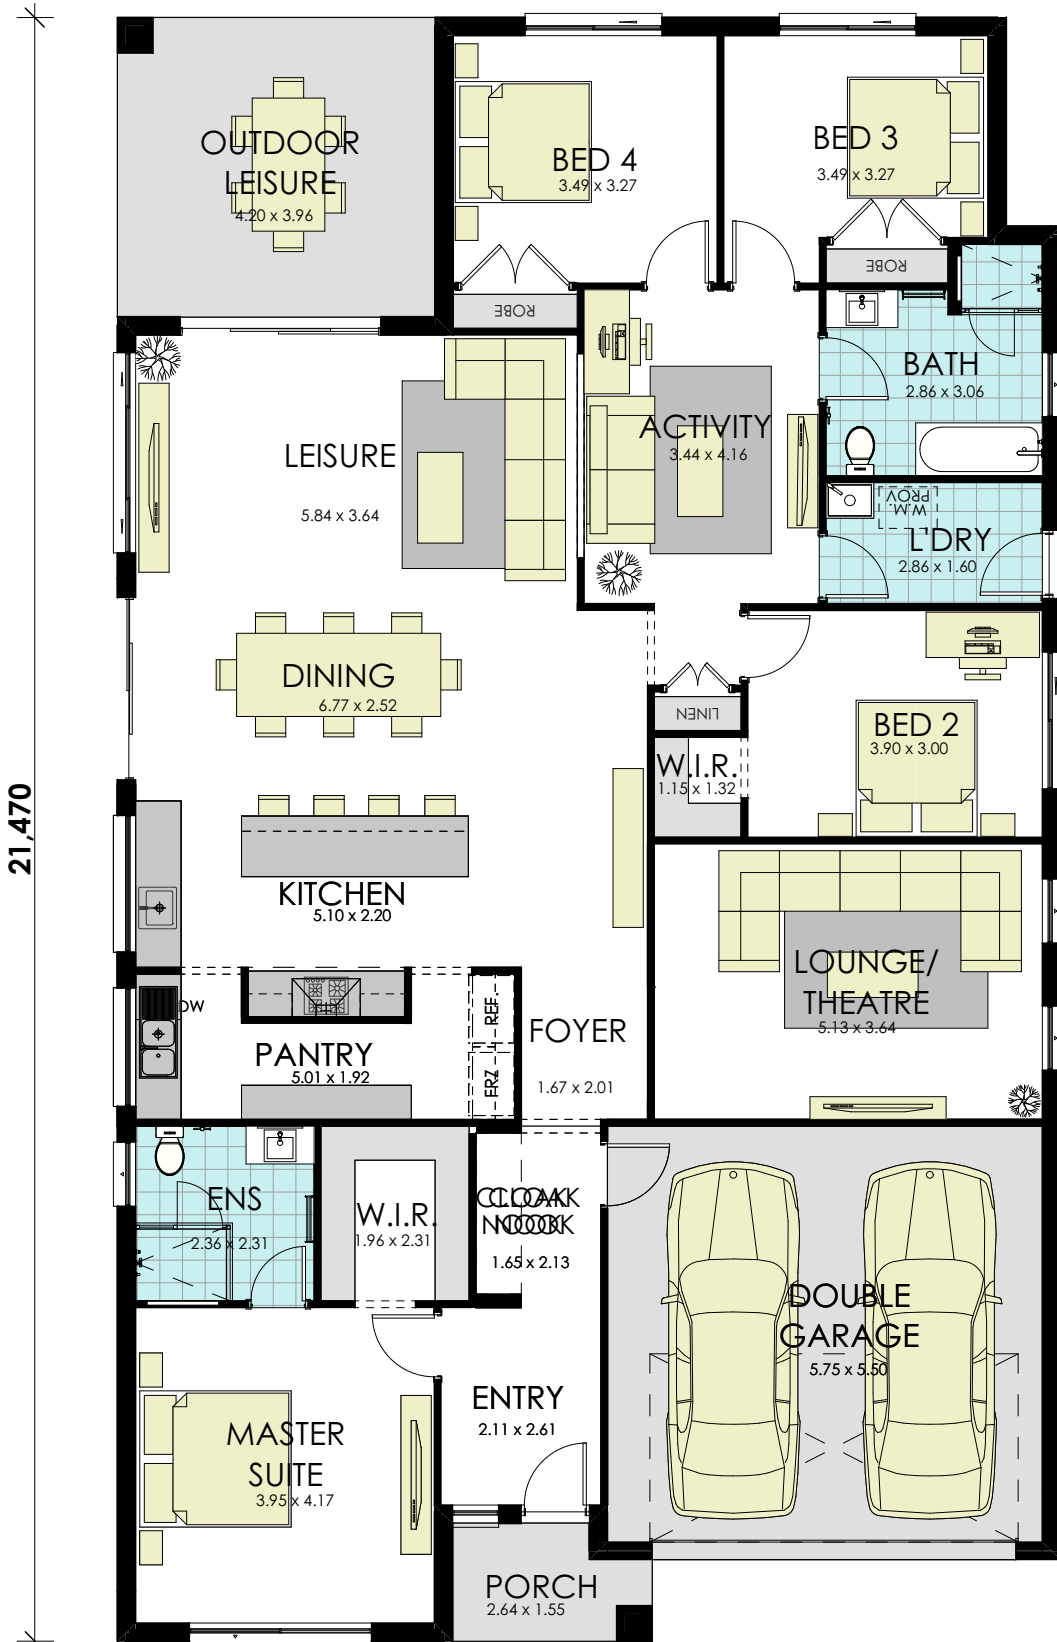 OUTDOOR
LEISURE
4.20 x 3.96
BED 4
3.49 x 3.27
BED 3
3.49 x 3.27
ROBE
ROBE
BATH
2.86 x 3.06
LEISURE
5.84 x 3.64
ACTIVITY
3.44 x 4.16
W.M.
PROV
L'DRY
2.86 x 1.60
DINING
6.77 x 2.52
LINEN
BED 2
3.90 x 3.00
W.I.R.
1.15 x 1.32
21,470
KITCHEN
5.10 x 2.20
LOUNGE/
THEATRE
5.13 x 3.64
DW
REF.
FRZ
PANTRY
5.01 x 1.92
FOYER
1.67 x 2.01
ENS
2.36 x 2.31
W.I.R.
1.96 x 2.31
CLOAK
NOOK
1.65 x 2.13
DOUBLE
GARAGE
5.75 x 5.50
ENTRY
2.11 x 2.61
MASTER
SUITE
3.95 x 4.17
PORCH
2.64 x 1.55